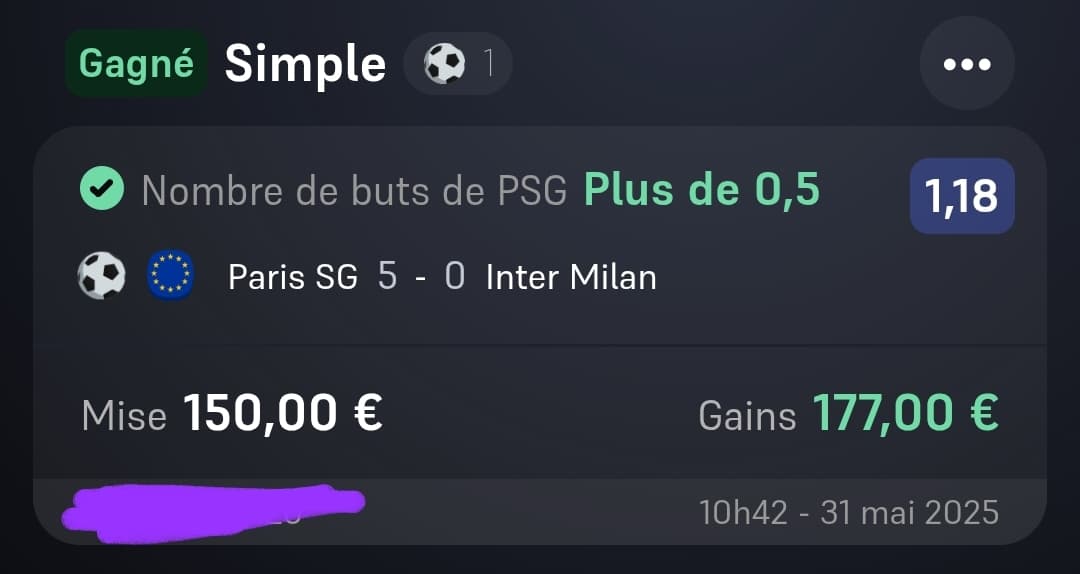 Gagné Simple 1
Nombre de buts de PSG Plus de 0,5 1,18
Paris SG 5 - 0 Inter Milan
Mise 150,00 € Gains 177,00 €
10h42 - 31 mai 2025